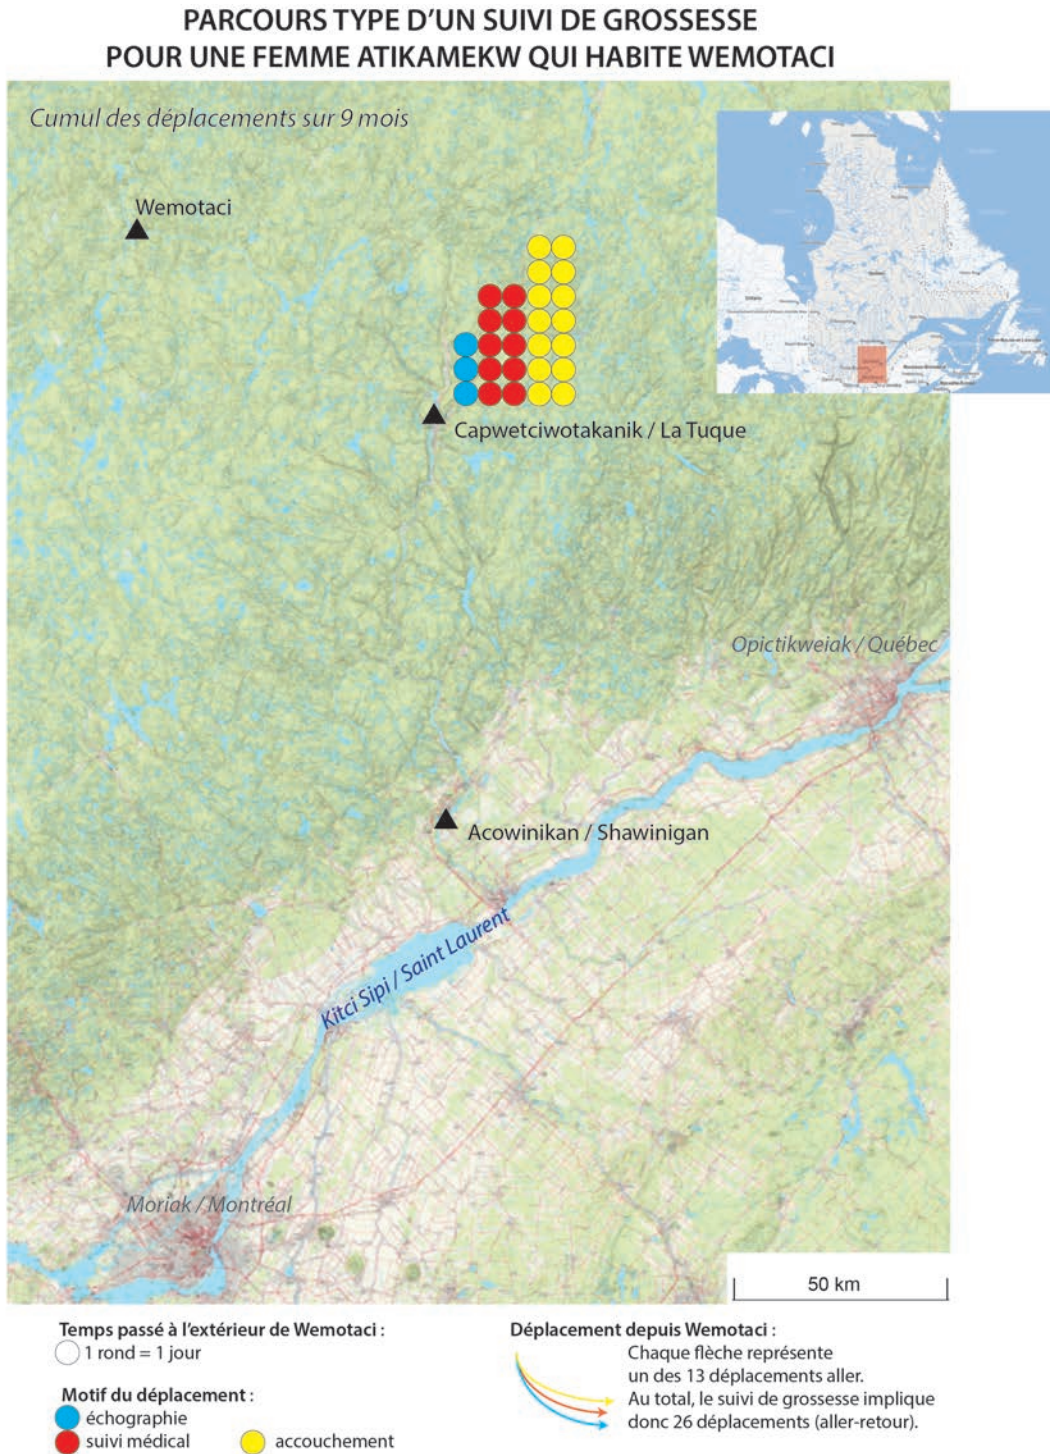 PARCOURS TYPE D'UN SUIVI DE GROSSESSE
POUR UNE FEMME ATIKAMEKW QUI HABITE WEMOTACI
Cumul des déplacements sur 9 mois
Wemotaci
Capwetciwotakanik / La Tuque
Opictikweiak / Québec
Acowinikan / Shawinigan
Kitci Sipi / Saint Laurent
Moriak / Montréal
50 km
Temps passé à l'extérieur de Wemotaci :
1 rond = 1 jour
Motif du déplacement :
échographie
suivi médical
accouchement
Déplacement depuis Wemotaci :
Chaque flèche représente
un des 13 déplacements aller.
Au total, le suivi de grossesse implique
donc 26 déplacements (aller-retour).